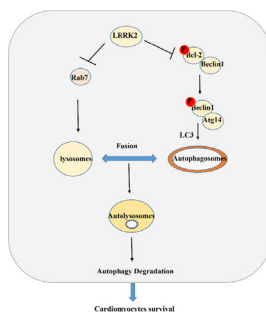 LRRK2
P
Bcl-2
Beclin1
Rab7
P
Beclin1
Atg14
LC3
Fusion
lysosomes
Autophagosomes
Autolysosomes
Autophagy Degradation
Cardiomyocytes survival